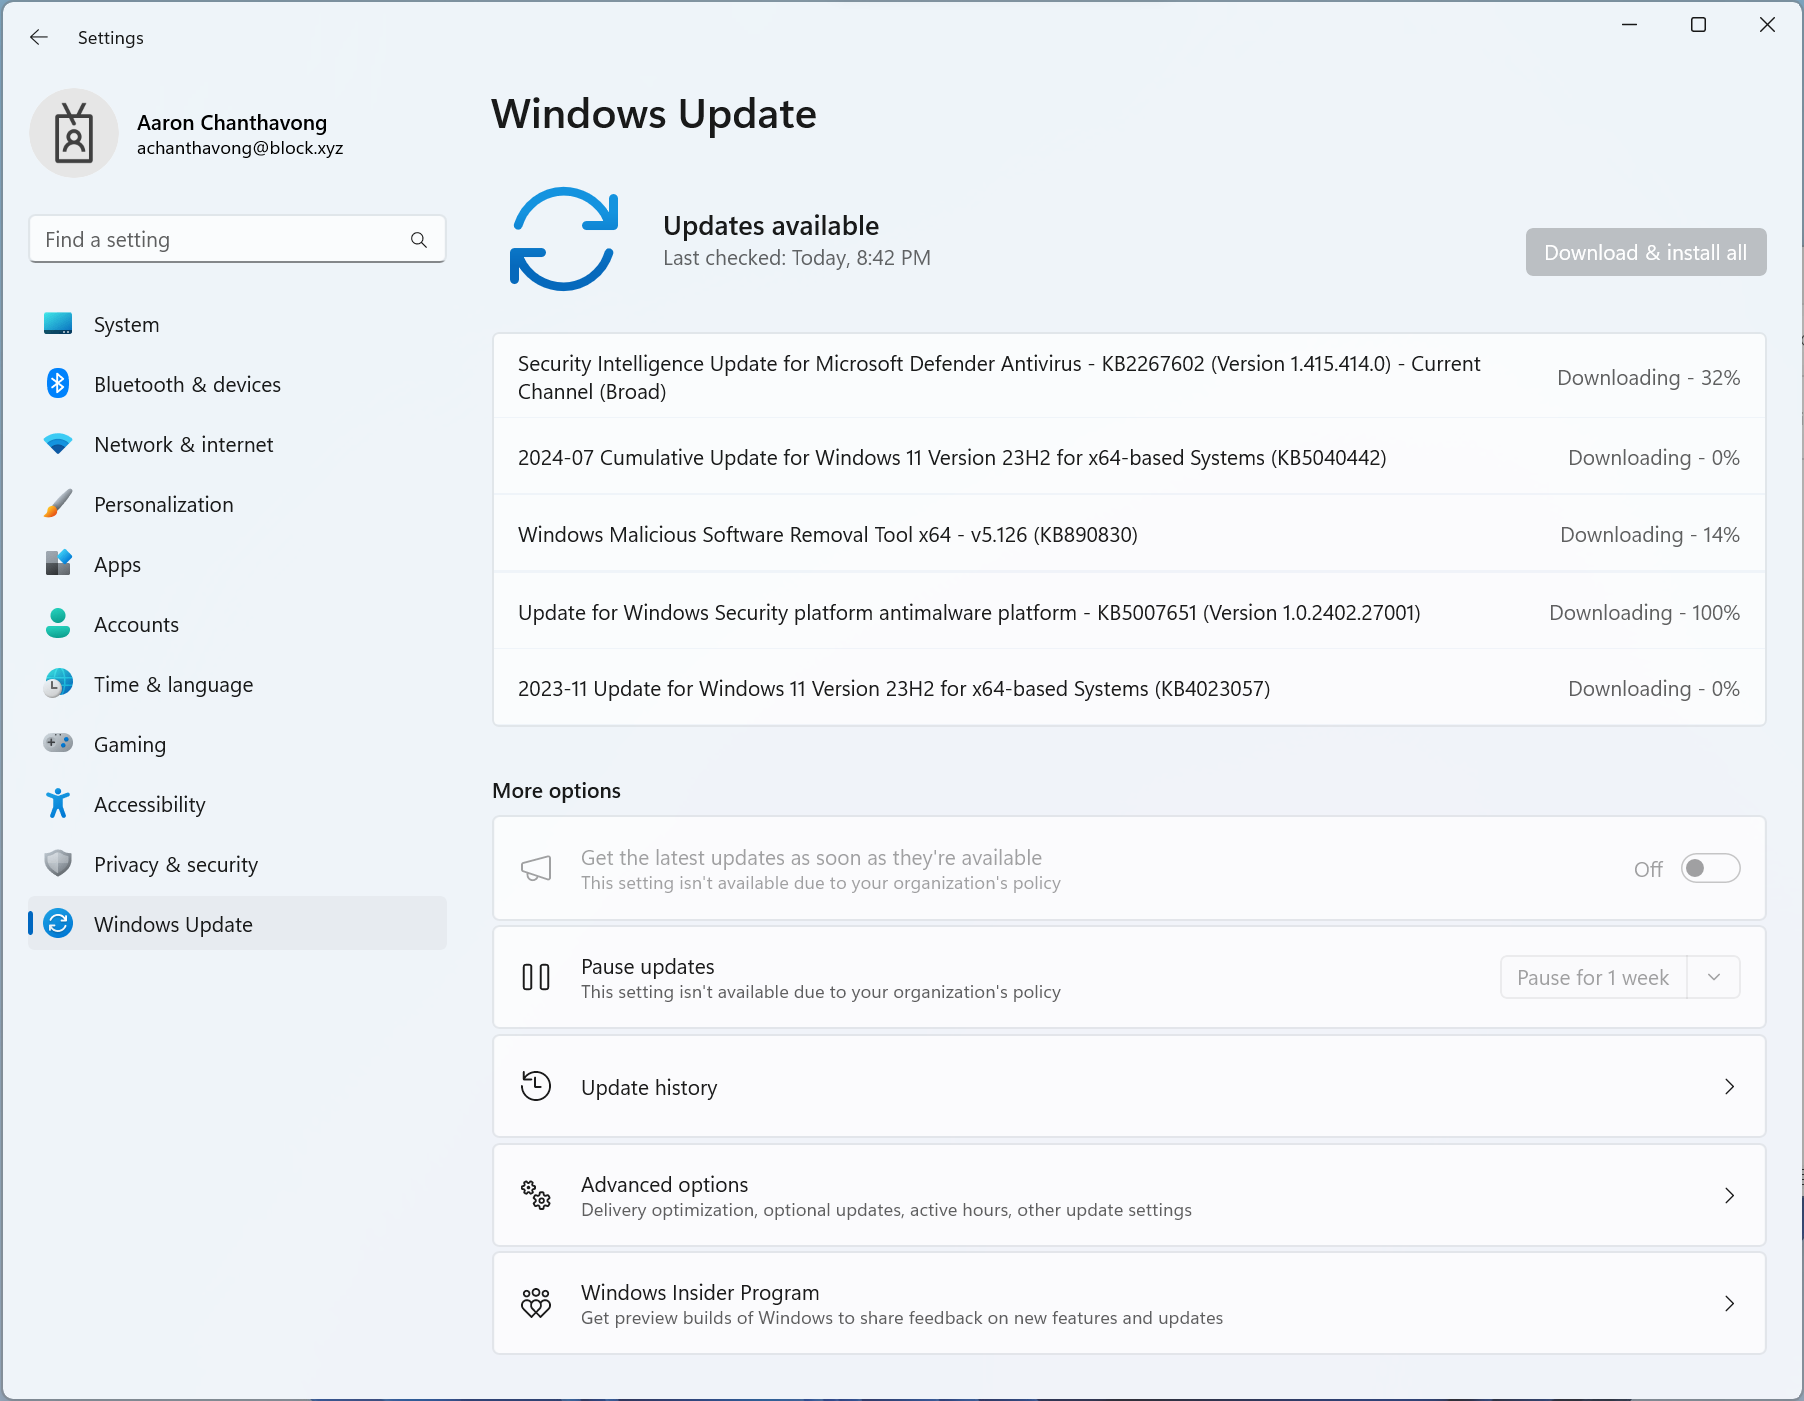 Settings
Aaron Chanthavong
achanthavong@block.xyz
Find a setting
System
Bluetooth & devices
Network & internet
Personalization
Apps
Accounts
Time & language
Gaming
Accessibility
Privacy & security
Windows Update
Windows Update
Updates available
Last checked: Today, 8:42 PM
Download & install all
Security Intelligence Update for Microsoft Defender Antivirus - KB2267602 (Version 1.415.414.0) - Current
Channel (Broad)
Downloading - 32%
2024-07 Cumulative Update for Windows 11 Version 23H2 for x64-based Systems (KB5040442)
Downloading - 0%
Windows Malicious Software Removal Tool x64 - v5.126 (KB890830)
Downloading - 14%
Update for Windows Security platform antimalware platform - KB5007651 (Version 1.0.2402.27001)
Downloading - 100%
2023-11 Update for Windows 11 Version 23H2 for x64-based Systems (KB4023057)
Downloading - 0%
More options
Get the latest updates as soon as they're available
This setting isn't available due to your organization's policy
Off
Pause updates
This setting isn't available due to your organization's policy
Pause for 1 week
Update history
Advanced options
Delivery optimization, optional updates, active hours, other update settings
Windows Insider Program
Get preview builds of Windows to share feedback on new features and updates